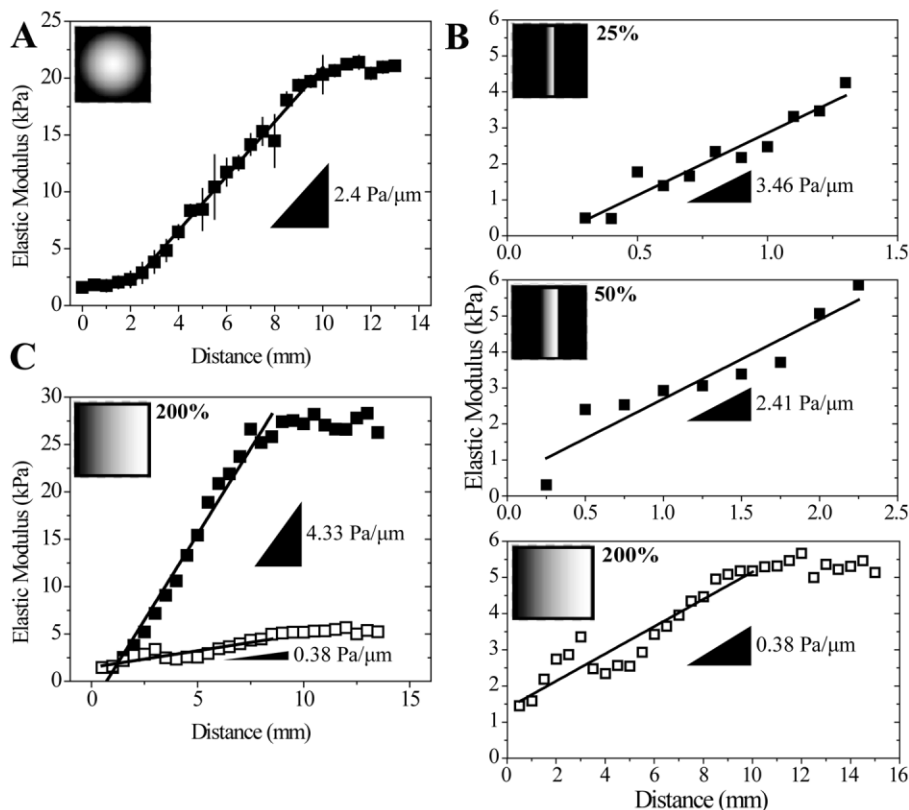 A
Elastic Modulus (kPa)
25
20
15
10
5
0
2.4 Pa/μm
0 2 4 6 8 10 12 14
Distance (mm)
B
25%
6
5
4
3
2
1
0
3.46 Pa/μm
0.0 0.5 1.0 1.5
50%
Elastic Modulus (kPa)
6
5
4
3
2
1
0
2.41 Pa/μm
0.0 0.5 1.0 1.5 2.0 2.5
200%
6
5
4
3
2
1
0
0.38 Pa/μm
0 2 4 6 8 10 12 14 16
Distance (mm)
C
200%
Elastic Modulus (kPa)
30
25
20
15
10
5
0
4.33 Pa/μm
0.38 Pa/μm
0 5 10 15
Distance (mm)